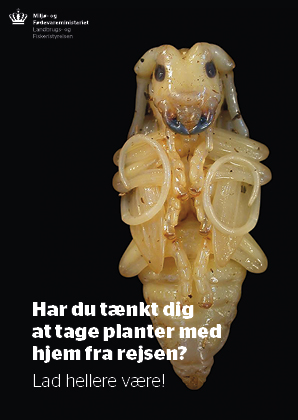 Miljø- og
Fødevareministeriet
Landbrugs- og
Fiskeristyrelsen
Har du tænkt dig
at tage planter med
hjem fra rejsen?
Lad hellere være!